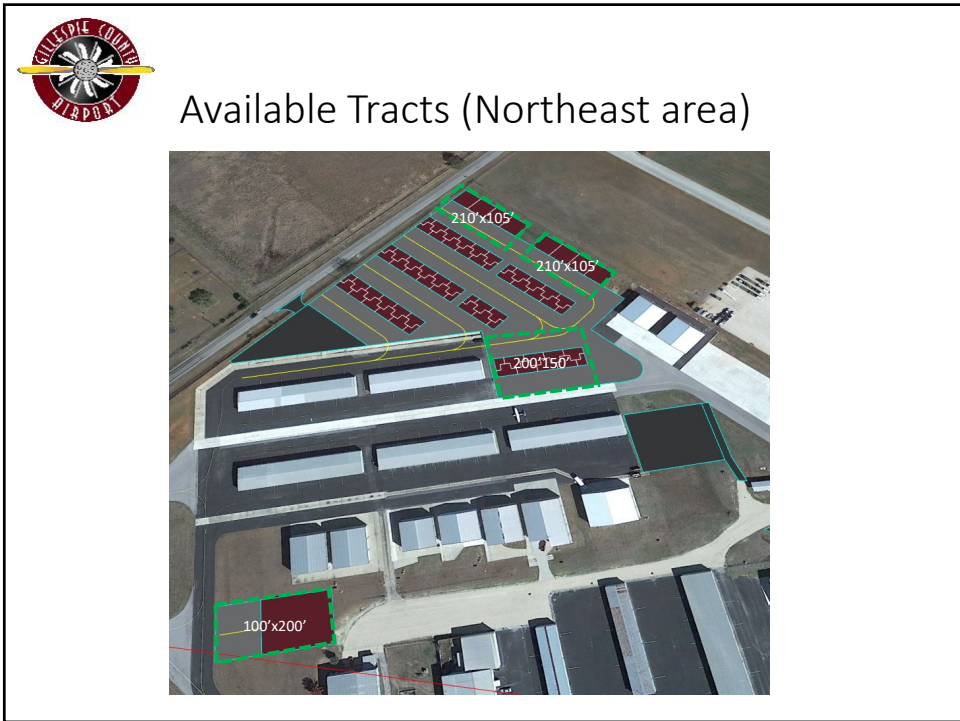 GILLESPIE COUNTY
AIRPORT
Available Tracts (Northeast area)
210'x105'
210'x105'
200'150'
100'x200'